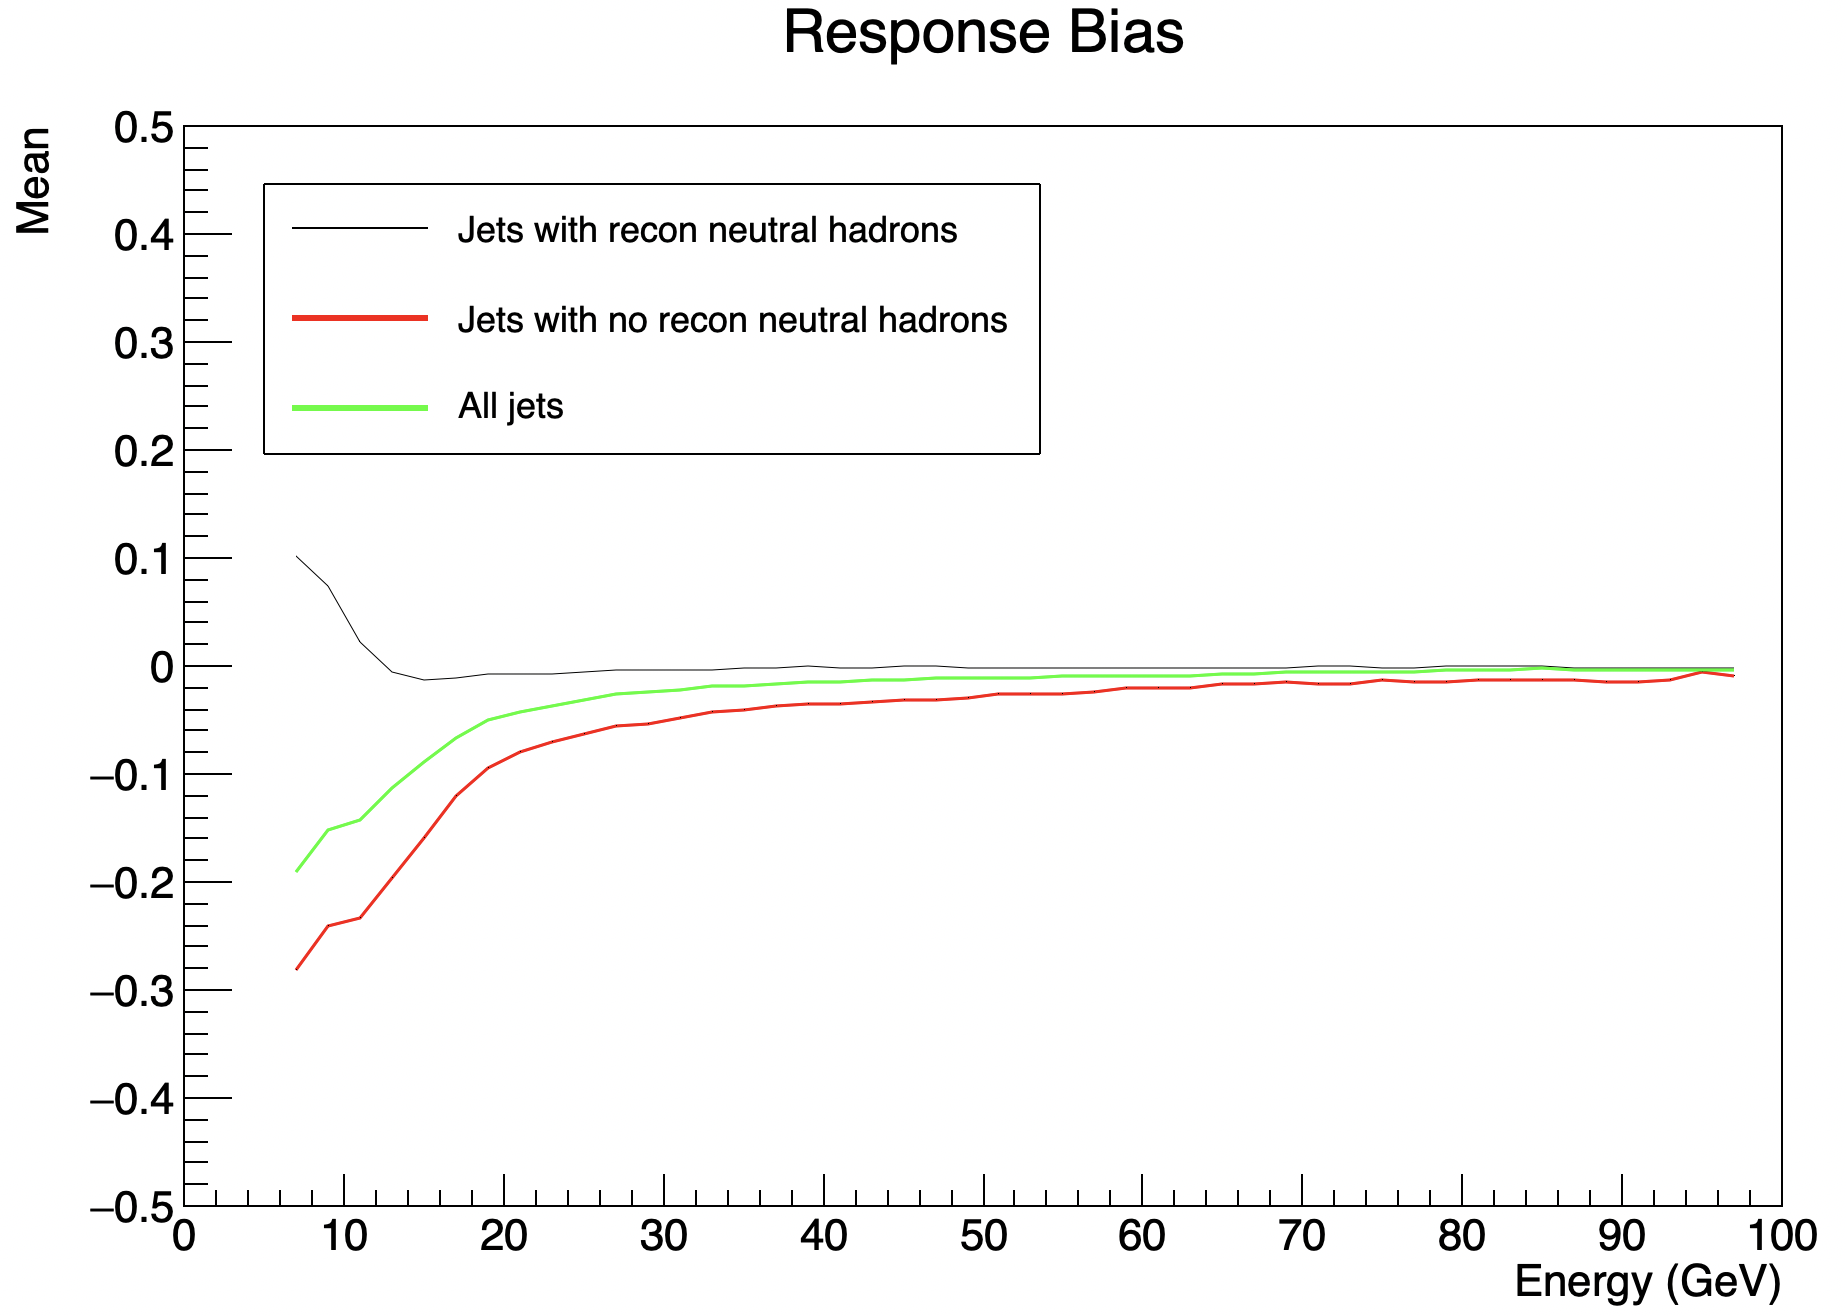 Response Bias
Mean
0.5
0.4
0.3
0.2
0.1
0
−0.1
−0.2
−0.3
−0.4
−0.5
Jets with recon neutral hadrons
Jets with no recon neutral hadrons
All jets
0 10 20 30 40 50 60 70 80 90 100
Energy (GeV)